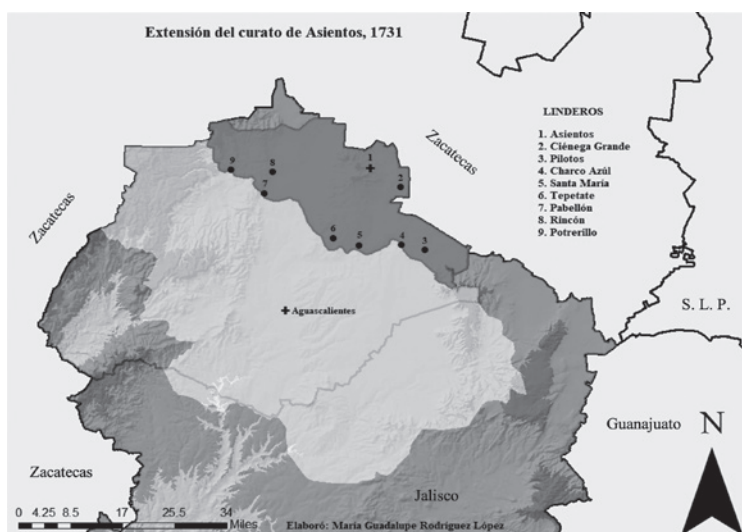 Extensión del curato de Asientos, 1731
LINDEROS
1. Asientos
2. Ciénega Grande
3. Pilotos
4. Charco Azúl
5. Santa María
6. Tepetate
7. Pabellón
8. Rincón
9. Potrerillo
Zacatecas
Zacatecas
1
2
9
8
7
6
5
4
3
Aguascalientes
S. L. P.
Guanajuato
N
Zacatecas
Jalisco
0 4.25 8.5 17 25.5 34
Miles
Elaboró: María Guadalupe Rodríguez López